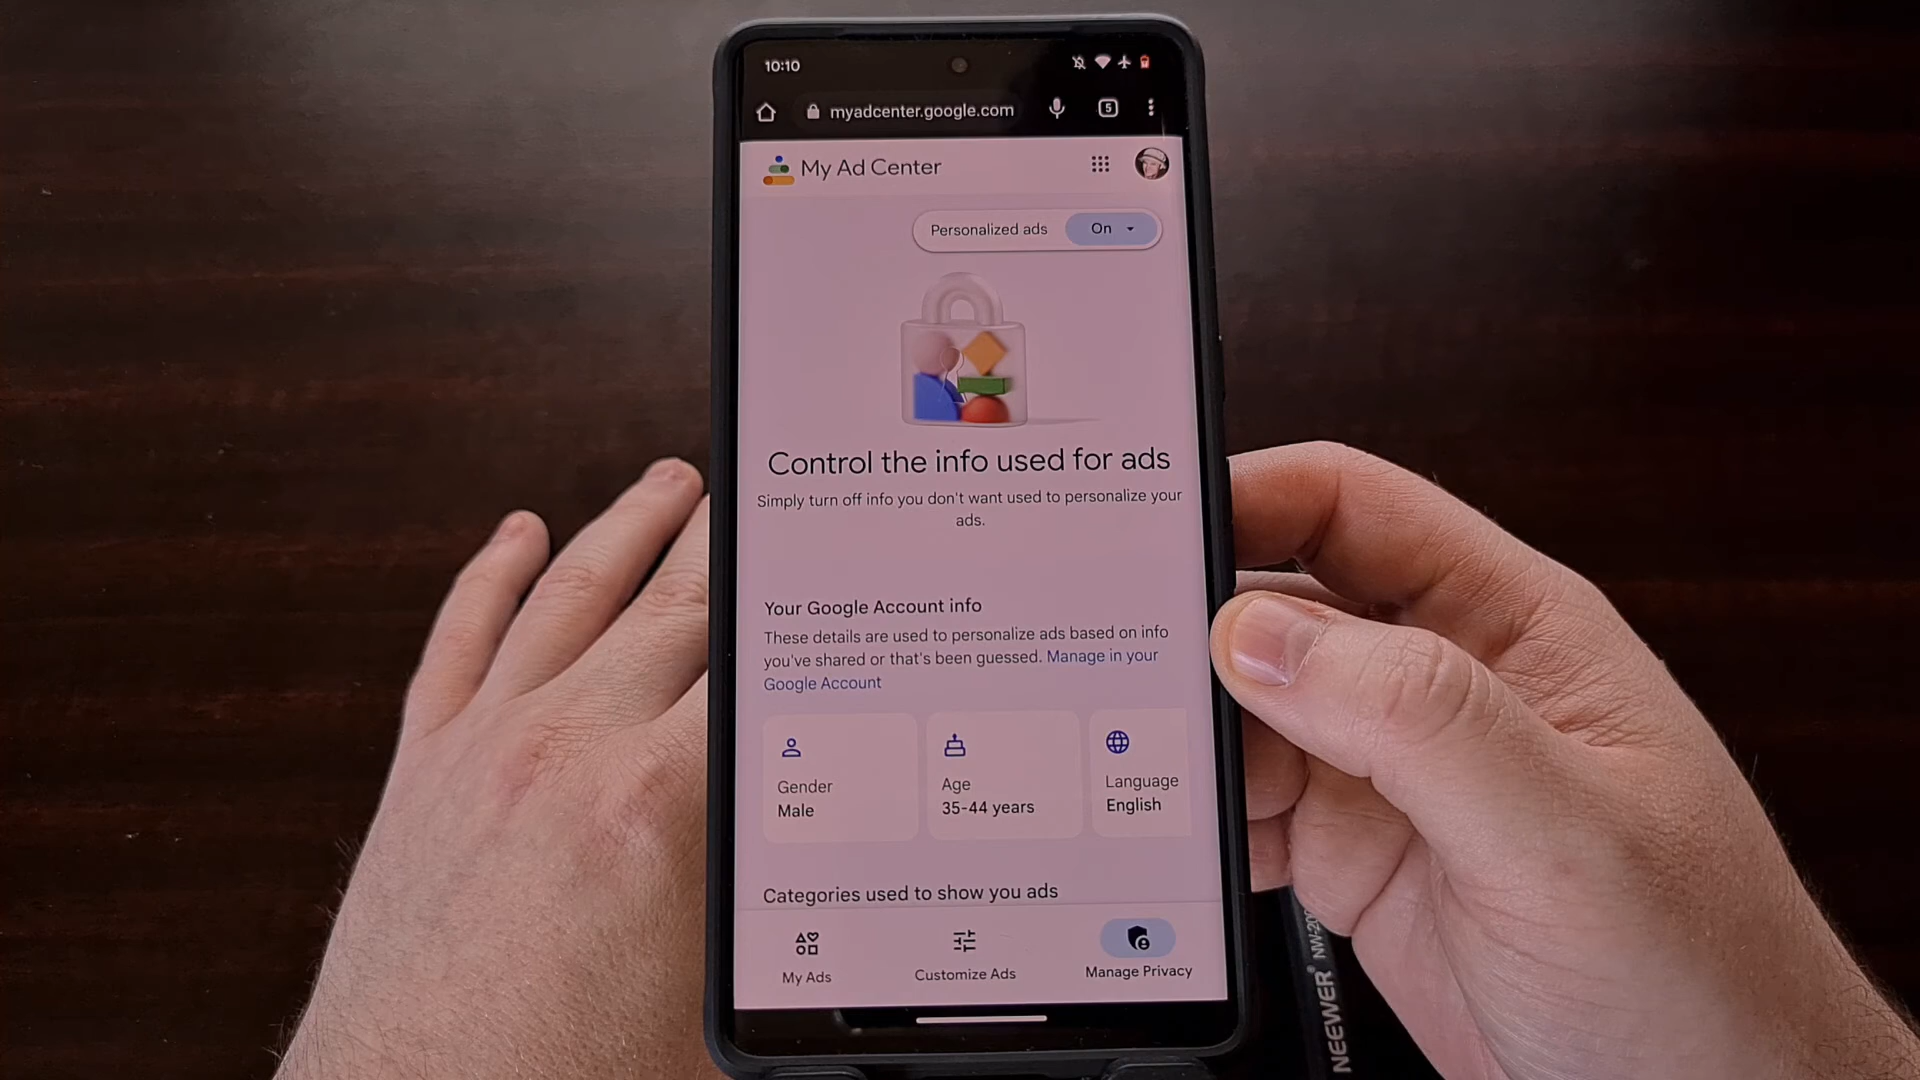 10:10
myadcenter.google.com
5
My Ad Center
Personalized ads
On
Control the info used for ads
Simply turn off info you don't want used to personalize your
ads.
Your Google Account info
These details are used to personalize ads based on info
you've shared or that's been guessed. Manage in your
Google Account
Gender
Male
Age
35-44 years
Language
English
Categories used to show you ads
My Ads
Customize Ads
Manage Privacy
NEEWER®